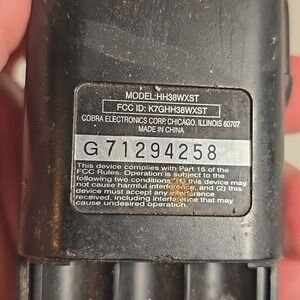 MODEL:HH38WXST
FCC ID: K7GHH38WXST
COBRA ELECTRONICS CORP. CHICAGO, ILLINOIS 60707
MADE IN CHINA
G 71294258
This device complies with Part 15 of the
FCC Rules. Operation is subject to the
following two conditions: (1) this device may
not cause harmful interference, and (2) this
device must accept any interference
received, including interference that may
cause undesired operation.